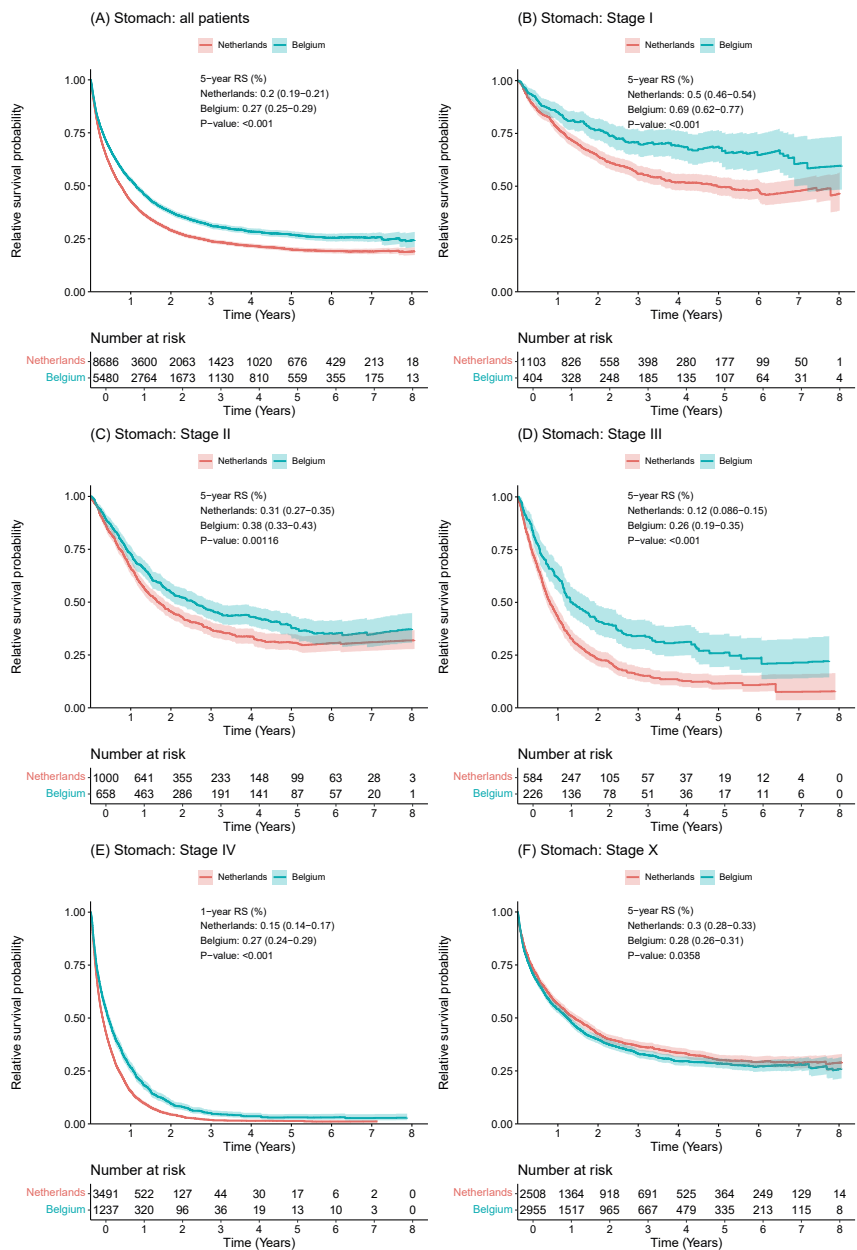 (A) Stomach: all patients
Netherlands Belgium
5−year RS (%)
Netherlands: 0.2 (0.19−0.21)
Belgium: 0.27 (0.25−0.29)
P−value: <0.001
Relative survival probability
1.00
0.75
0.50
0.25
0.00
1 2 3 4 5 6 7 8
Time (Years)
Number at risk
Netherlands 8686 3600 2063 1423 1020 676 429 213 18
Belgium 5480 2764 1673 1130 810 559 355 175 13
0 1 2 3 4 5 6 7 8
Time (Years)
(B) Stomach: Stage I
Netherlands Belgium
5−year RS (%)
Netherlands: 0.5 (0.46−0.54)
Belgium: 0.69 (0.62−0.77)
P−value: <0.001
Relative survival probability
1.00
0.75
0.50
0.25
0.00
1 2 3 4 5 6 7 8
Time (Years)
Number at risk
Netherlands 1103 826 558 398 280 177 99 50 1
Belgium 404 328 248 185 135 107 64 31 4
0 1 2 3 4 5 6 7 8
Time (Years)
(C) Stomach: Stage II
Netherlands Belgium
5−year RS (%)
Netherlands: 0.31 (0.27−0.35)
Belgium: 0.38 (0.33−0.43)
P−value: 0.00116
Relative survival probability
1.00
0.75
0.50
0.25
0.00
1 2 3 4 5 6 7 8
Time (Years)
Number at risk
Netherlands 1000 641 355 233 148 99 63 28 3
Belgium 658 463 286 191 141 87 57 20 1
0 1 2 3 4 5 6 7 8
Time (Years)
(D) Stomach: Stage III
Netherlands Belgium
5−year RS (%)
Netherlands: 0.12 (0.086−0.15)
Belgium: 0.26 (0.19−0.35)
P−value: <0.001
Relative survival probability
1.00
0.75
0.50
0.25
0.00
1 2 3 4 5 6 7 8
Time (Years)
Number at risk
Netherlands 584 247 105 57 37 19 12 4 0
Belgium 226 136 78 51 36 17 11 6 0
0 1 2 3 4 5 6 7 8
Time (Years)
(E) Stomach: Stage IV
Netherlands Belgium
1−year RS (%)
Netherlands: 0.15 (0.14−0.17)
Belgium: 0.27 (0.24−0.29)
P−value: <0.001
Relative survival probability
1.00
0.75
0.50
0.25
0.00
1 2 3 4 5 6 7 8
Time (Years)
Number at risk
Netherlands 3491 522 127 44 30 17 6 2 0
Belgium 1237 320 96 36 19 13 10 3 0
0 1 2 3 4 5 6 7 8
Time (Years)
(F) Stomach: Stage X
Netherlands Belgium
5−year RS (%)
Netherlands: 0.3 (0.28−0.33)
Belgium: 0.28 (0.26−0.31)
P−value: 0.0358
Relative survival probability
1.00
0.75
0.50
0.25
0.00
1 2 3 4 5 6 7 8
Time (Years)
Number at risk
Netherlands 2508 1364 918 691 525 364 249 129 14
Belgium 2955 1517 965 667 479 335 213 115 8
0 1 2 3 4 5 6 7 8
Time (Years)